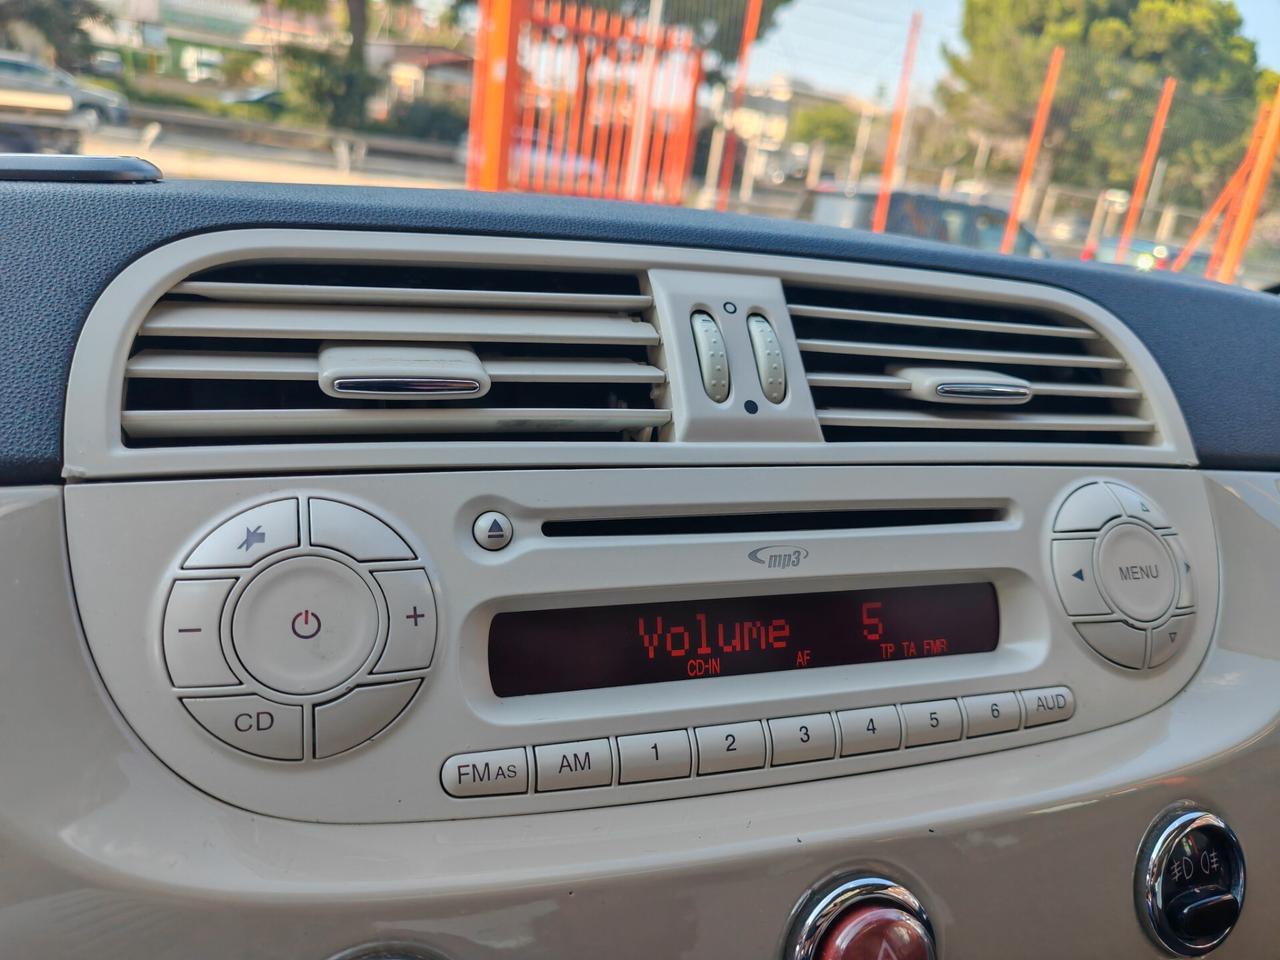 mp3
MENU
Volume 5
CD-IN AF TP TA FMR
CD
FM AS AM 1 2 3 4 5 6 AUD